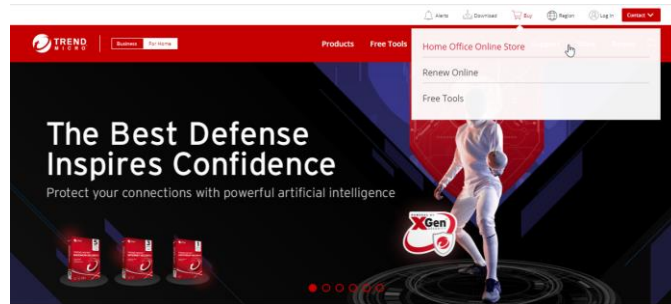 Alerts Download Buy Region Log In Contact
TREND
MICRO
Business For Home
Products Free Tools
Home Office Online Store
Renew Online
Free Tools
The Best Defense
Inspires Confidence
Protect your connections with powerful artificial intelligence
XGen